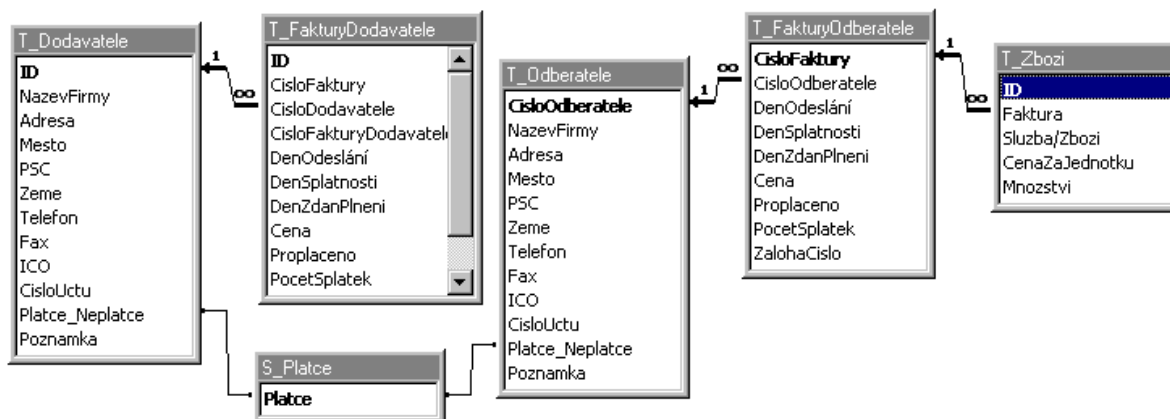 T_Dodavatele
ID
NazevFirmy
Adresa
Mesto
PSC
Zeme
Telefon
Fax
ICO
CisloUctu
Platce_Neplatce
Poznamka
1
∞
T_FakturyDodavatele
ID
CisloFaktury
CisloDodavatele
CisloFakturyDodavatele
DenOdeslání
DenSplatnosti
DenZdanPlneni
Cena
Proplaceno
PocetSplatek
S_Platce
Platce
T_Odberatele
CisloOdberatele
NazevFirmy
Adresa
Mesto
PSC
Zeme
Telefon
Fax
ICO
CisloUctu
Platce_Neplatce
Poznamka
1
∞
T_FakturyOdberatele
CisloFaktury
CisloOdberatele
DenOdeslání
DenSplatnosti
DenZdanPlneni
Cena
Proplaceno
PocetSplatek
ZalohaCislo
1
∞
T_Zbozi
ID
Faktura
Sluzba/Zbozi
CenaZaJednotku
Mnozstvi